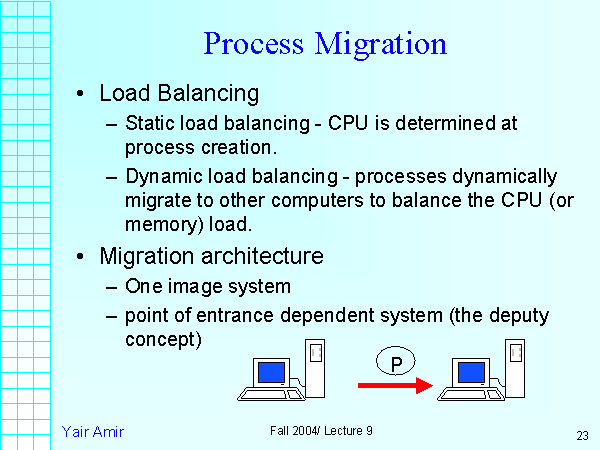 Process Migration
• Load Balancing
– Static load balancing - CPU is determined at
process creation.
– Dynamic load balancing - processes dynamically
migrate to other computers to balance the CPU (or
memory) load.
• Migration architecture
– One image system
– point of entrance dependent system (the deputy
concept)
P
Yair Amir
Fall 2004/ Lecture 9
23